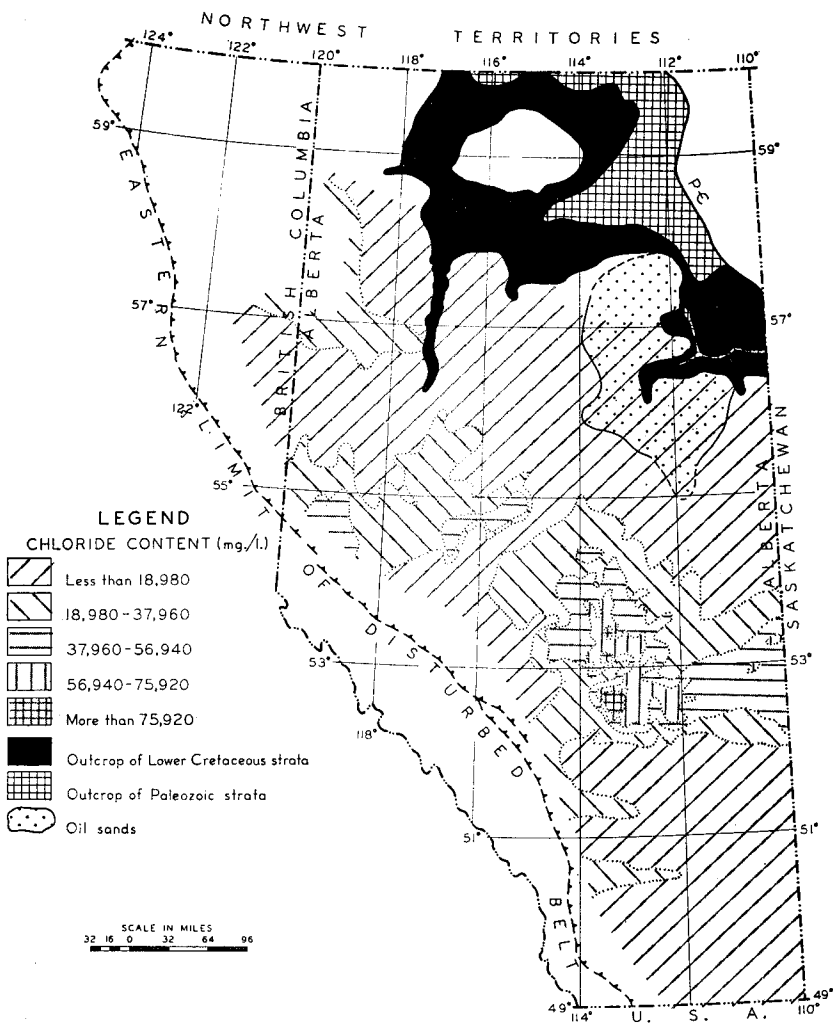 NORTHWEST TERRITORIES
124° 122° 120° 118° 116° 114° 112° 110°
59° 59°
BRITISH COLUMBIA
ALBERTA
P€
57° 57°
122°
EASTERN LIMIT OF DISTURBED BELT
55°
ALBERTA
SASKATCHEWAN
53° 53°
118°
51° 51°
49° 49°
114° 110°
U. S. A.
LEGEND
CHLORIDE CONTENT (mg./l.)
Less than 18,980
18,980-37,960
37,960-56,940
56,940-75,920
More than 75,920
Outcrop of Lower Cretaceous strata
Outcrop of Paleozoic strata
Oil sands
SCALE IN MILES
32 16 0 32 64 96